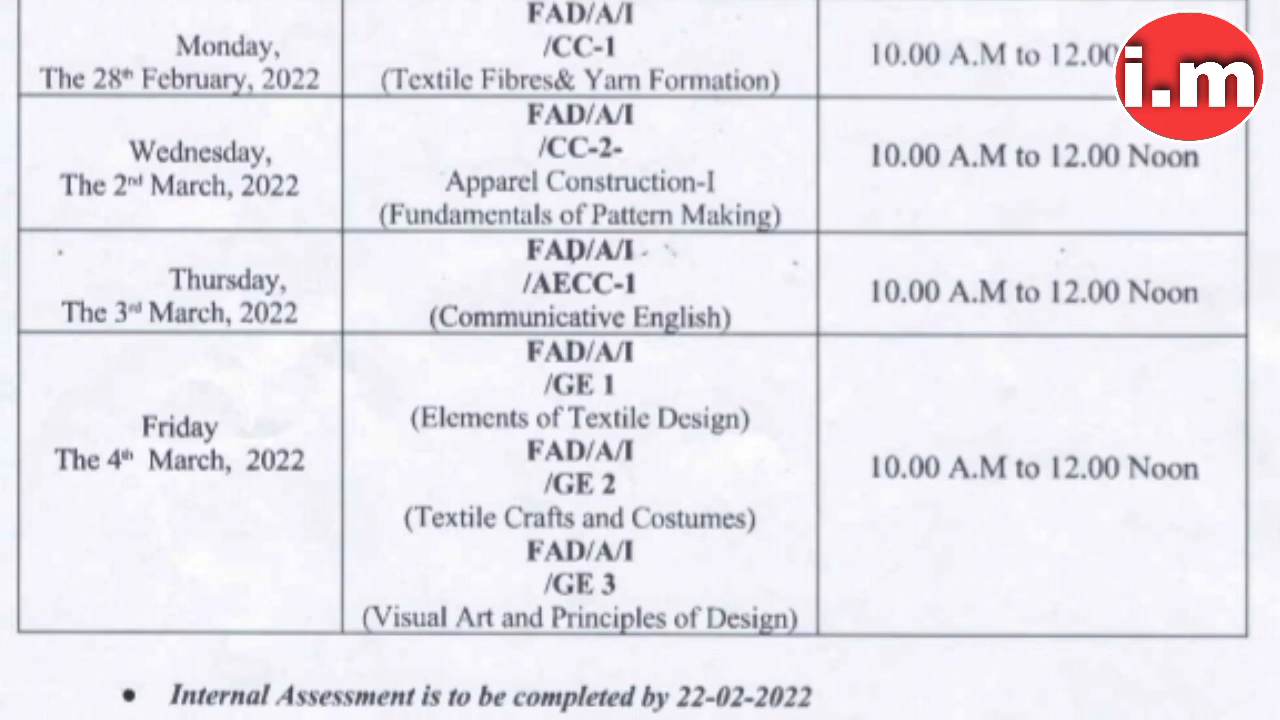 FAD/A/I
Monday,
/CC-1
10.00 A.M to 12.00
The 28th February, 2022
(Textile Fibres& Yarn Formation)
i.m
FAD/A/I
Wednesday,
/CC-2-
10.00 A.M to 12.00 Noon
The 2nd March, 2022
Apparel Construction-I
(Fundamentals of Pattern Making)
FAD/A/I
Thursday,
/AECC-1
10.00 A.M to 12.00 Noon
The 3rd March, 2022
(Communicative English)
FAD/A/I
/GE 1
(Elements of Textile Design)
Friday
The 4th March, 2022
FAD/A/I
/GE 2
10.00 A.M to 12.00 Noon
(Textile Crafts and Costumes)
FAD/A/I
/GE 3
(Visual Art and Principles of Design)
• Internal Assessment is to be completed by 22-02-2022